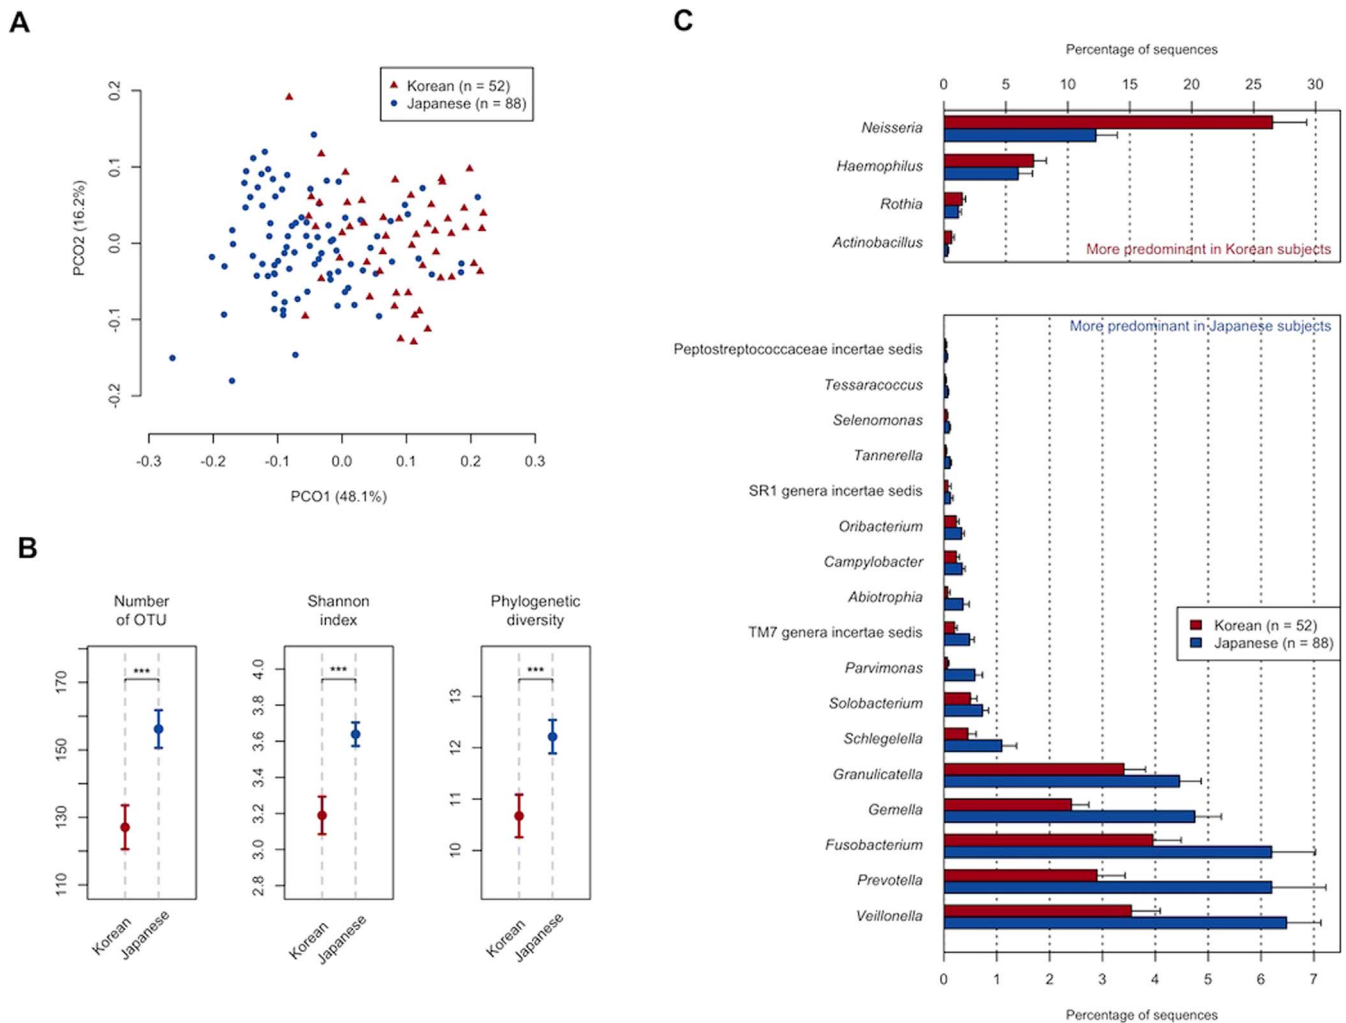 A
Korean (n = 52)
Japanese (n = 88)
0.2
0.1
0.0
-0.1
-0.2
PCO2 (16.2%)
-0.3
-0.2
-0.1
0.0
0.1
0.2
0.3
PCO1 (48.1%)
B
Number
of OTU
***
170
150
130
110
Korean
Japanese
Shannon
index
***
4.0
3.8
3.6
3.4
3.2
3.0
2.8
Korean
Japanese
Phylogenetic
diversity
***
13
12
11
10
Korean
Japanese
C
Percentage of sequences
0
5
10
15
20
25
30
Neisseria
Haemophilus
Rothia
Actinobacillus
More predominant in Korean subjects
More predominant in Japanese subjects
Peptostreptococcaceae incertae sedis
Tessaracoccus
Selenomonas
Tannerella
SR1 genera incertae sedis
Oribacterium
Campylobacter
Abiotrophia
TM7 genera incertae sedis
Parvimonas
Solobacterium
Schlegelella
Granulicatella
Gemella
Fusobacterium
Prevotella
Veillonella
Korean (n = 52)
Japanese (n = 88)
0
1
2
3
4
5
6
7
Percentage of sequences